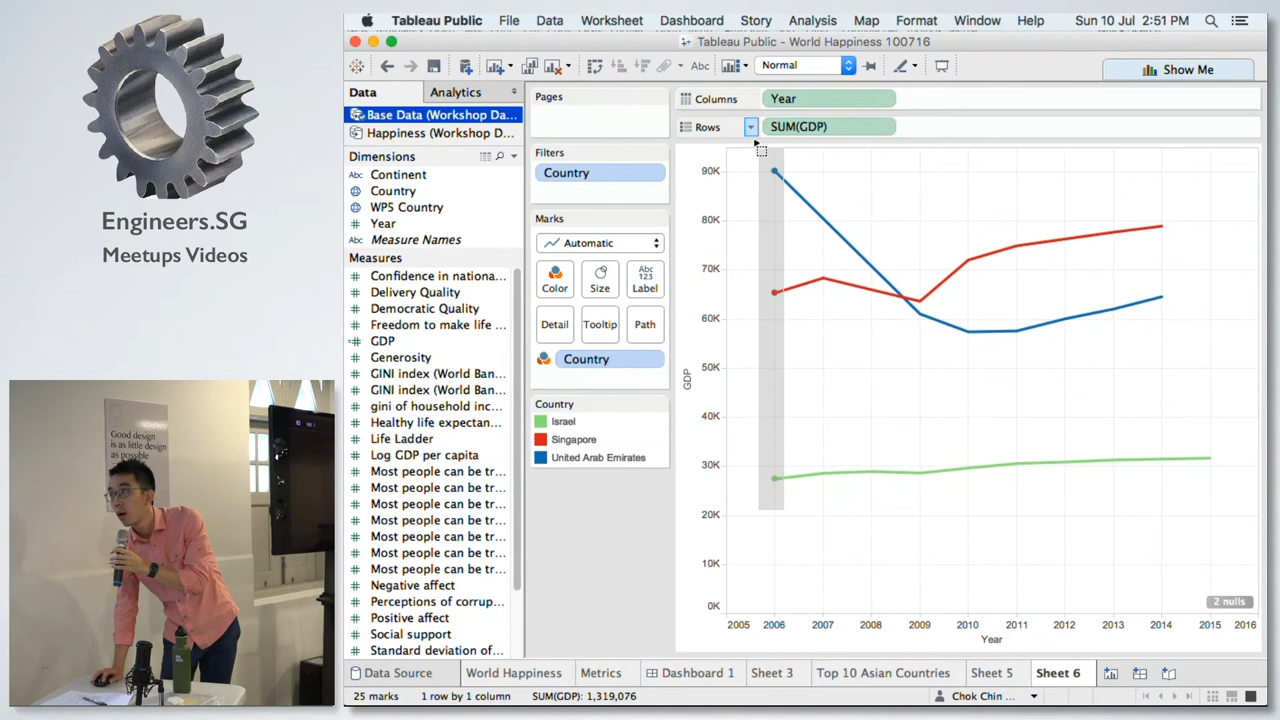 Tableau Public File Data Worksheet Dashboard Story Analysis Map Format Window Help Sun 10 Jul 2:51 PM
Tableau Public - World Happiness 100716
Abc Normal Show Me
Data Analytics
Base Data (Workshop Da...
Happiness (Workshop D...
Dimensions
Abc Continent
Country
WP5 Country
# Year
Abc Measure Names
Measures
# Confidence in nationa...
# Delivery Quality
# Democratic Quality
# Freedom to make life ...
=# GDP
# Generosity
# GINI index (World Ban...
# GINI index (World Ban...
# gini of household inc...
# Healthy life expectan...
# Life Ladder
# Log GDP per capita
# Most people can be tr...
# Most people can be tr...
# Most people can be tr...
# Most people can be tr...
# Most people can be tr...
# Most people can be tr...
# Most people can be tr...
# Negative affect
# Perceptions of corrup...
# Positive affect
# Social support
# Standard deviation of...
Pages
Filters
Country
Marks
Automatic
Color Size Abc 123 Label
Detail Tooltip Path
Country
Country
Israel
Singapore
United Arab Emirates
Columns Year
Rows SUM(GDP)
90K
80K
70K
60K
50K
40K
30K
20K
10K
0K
GDP
2 nulls
2005 2006 2007 2008 2009 2010 2011 2012 2013 2014 2015 2016
Year
Data Source World Happiness Metrics Dashboard 1 Sheet 3 Top 10 Asian Countries Sheet 5 Sheet 6
25 marks 1 row by 1 column SUM(GDP): 1,319,076 Chok Chin ...
Engineers.SG
Meetups Videos
Good design
is as little design
as possible